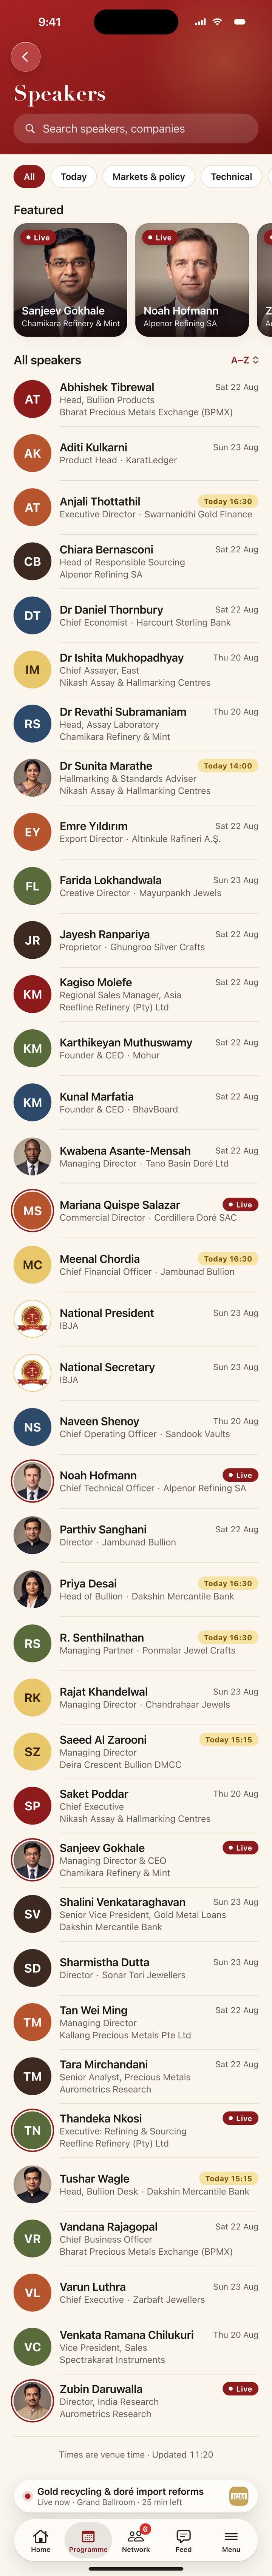 9:41
Speakers
Search speakers, companies
All
Today
Markets & policy
Technical
Featured
Live
Sanjeev Gokhale
Chamikara Refinery & Mint
Live
Noah Hofmann
Alpenor Refining SA
All speakers
A–Z
AT
Abhishek Tibrewal
Sat 22 Aug
Head, Bullion Products
Bharat Precious Metals Exchange (BPMX)
AK
Aditi Kulkarni
Sun 23 Aug
Product Head · KaratLedger
AT
Anjali Thottathil
Today 16:30
Executive Director · Swarnanidhi Gold Finance
CB
Chiara Bernasconi
Sat 22 Aug
Head of Responsible Sourcing
Alpenor Refining SA
DT
Dr Daniel Thornbury
Sat 22 Aug
Chief Economist · Harcourt Sterling Bank
IM
Dr Ishita Mukhopadhyay
Thu 20 Aug
Chief Assayer, East
Nikash Assay & Hallmarking Centres
RS
Dr Revathi Subramaniam
Thu 20 Aug
Head, Assay Laboratory
Chamikara Refinery & Mint
Dr Sunita Marathe
Today 14:00
Hallmarking & Standards Adviser
Nikash Assay & Hallmarking Centres
EY
Emre Yıldırım
Sat 22 Aug
Export Director · Altınkule Rafineri A.Ş.
FL
Farida Lokhandwala
Sun 23 Aug
Creative Director · Mayurpankh Jewels
JR
Jayesh Ranpariya
Sat 22 Aug
Proprietor · Ghungroo Silver Crafts
KM
Kagiso Molefe
Sat 22 Aug
Regional Sales Manager, Asia
Reefline Refinery (Pty) Ltd
KM
Karthikeyan Muthuswamy
Sat 22 Aug
Founder & CEO · Mohur
KM
Kunal Marfatia
Sat 22 Aug
Founder & CEO · BhavBoard
Kwabena Asante-Mensah
Sat 22 Aug
Managing Director · Tano Basin Doré Ltd
MS
Mariana Quispe Salazar
Live
Commercial Director · Cordillera Doré SAC
MC
Meenal Chordia
Today 16:30
Chief Financial Officer · Jambunad Bullion
National President
Sun 23 Aug
IBJA
National Secretary
Sun 23 Aug
IBJA
NS
Naveen Shenoy
Thu 20 Aug
Chief Operating Officer · Sandook Vaults
Noah Hofmann
Live
Chief Technical Officer · Alpenor Refining SA
Parthiv Sanghani
Sat 22 Aug
Director · Jambunad Bullion
Priya Desai
Today 16:30
Head of Bullion · Dakshin Mercantile Bank
RS
R. Senthilnathan
Today 16:30
Managing Partner · Ponmalar Jewel Crafts
RK
Rajat Khandelwal
Sun 23 Aug
Managing Director · Chandrahaar Jewels
SZ
Saeed Al Zarooni
Today 15:15
Managing Director
Deira Crescent Bullion DMCC
SP
Saket Poddar
Thu 20 Aug
Chief Executive
Nikash Assay & Hallmarking Centres
Sanjeev Gokhale
Live
Managing Director & CEO
Chamikara Refinery & Mint
SV
Shalini Venkataraghavan
Sun 23 Aug
Senior Vice President, Gold Metal Loans
Dakshin Mercantile Bank
SD
Sharmistha Dutta
Sun 23 Aug
Director · Sonar Tori Jewellers
TM
Tan Wei Ming
Sat 22 Aug
Managing Director
Kallang Precious Metals Pte Ltd
TM
Tara Mirchandani
Sat 22 Aug
Senior Analyst, Precious Metals
Aurometrics Research
TN
Thandeka Nkosi
Live
Executive: Refining & Sourcing
Reefline Refinery (Pty) Ltd
Tushar Wagle
Today 15:15
Head, Bullion Desk · Dakshin Mercantile Bank
VR
Vandana Rajagopal
Sat 22 Aug
Chief Business Officer
Bharat Precious Metals Exchange (BPMX)
VL
Varun Luthra
Sun 23 Aug
Chief Executive · Zarbaft Jewellers
VC
Venkata Ramana Chilukuri
Thu 20 Aug
Vice President, Sales
Spectrakarat Instruments
Zubin Daruwalla
Live
Director, India Research
Aurometrics Research
Times are venue time · Updated 11:20
Gold recycling & doré import reforms
Live now · Grand Ballroom · 25 min left
Home
Programme
6
Network
Feed
Menu